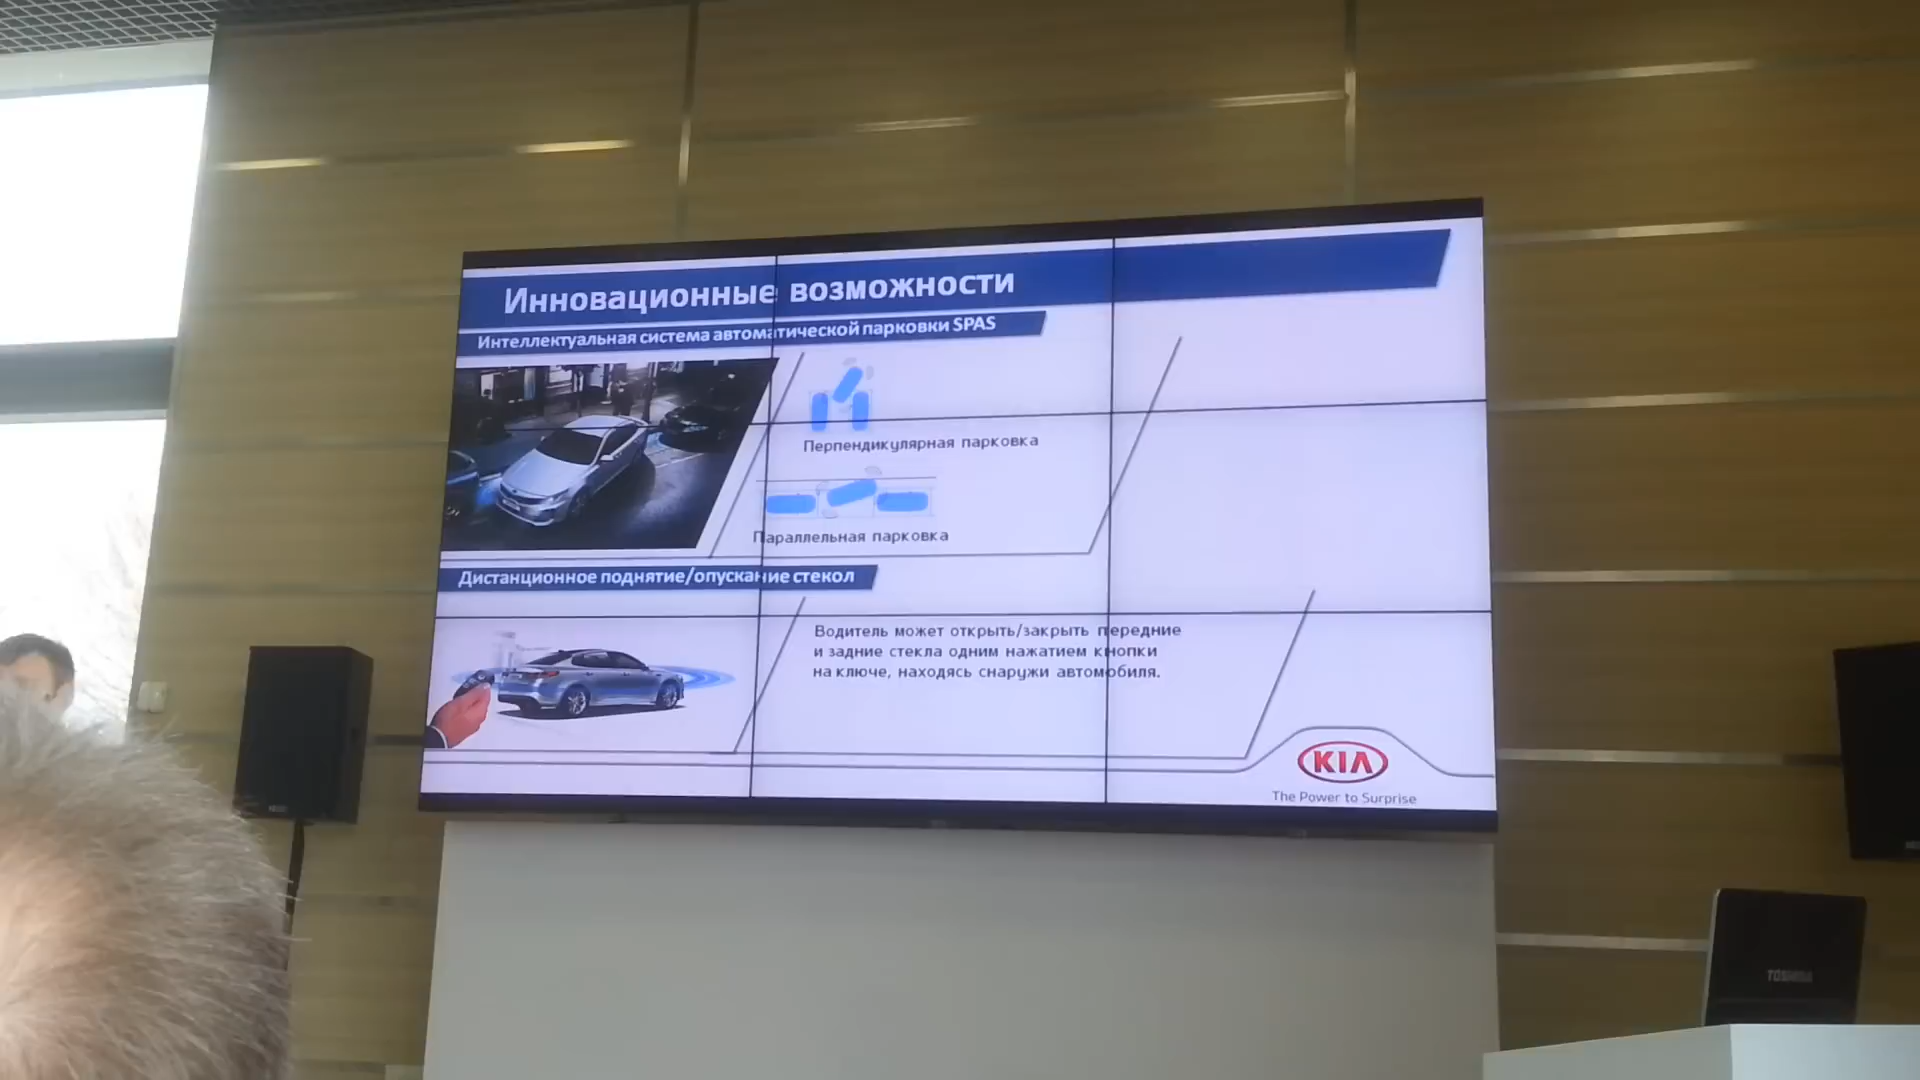 Инновационные возможности
Интеллектуальная система автоматической парковки SPAS
Перпендикулярная парковка
Параллельная парковка
Дистанционное поднятие/опускание стекол
Водитель может открыть/закрыть передние
и задние стекла одним нажатием кнопки
на ключе, находясь снаружи автомобиля.
KIA
The Power to Surprise
TOSHIBA